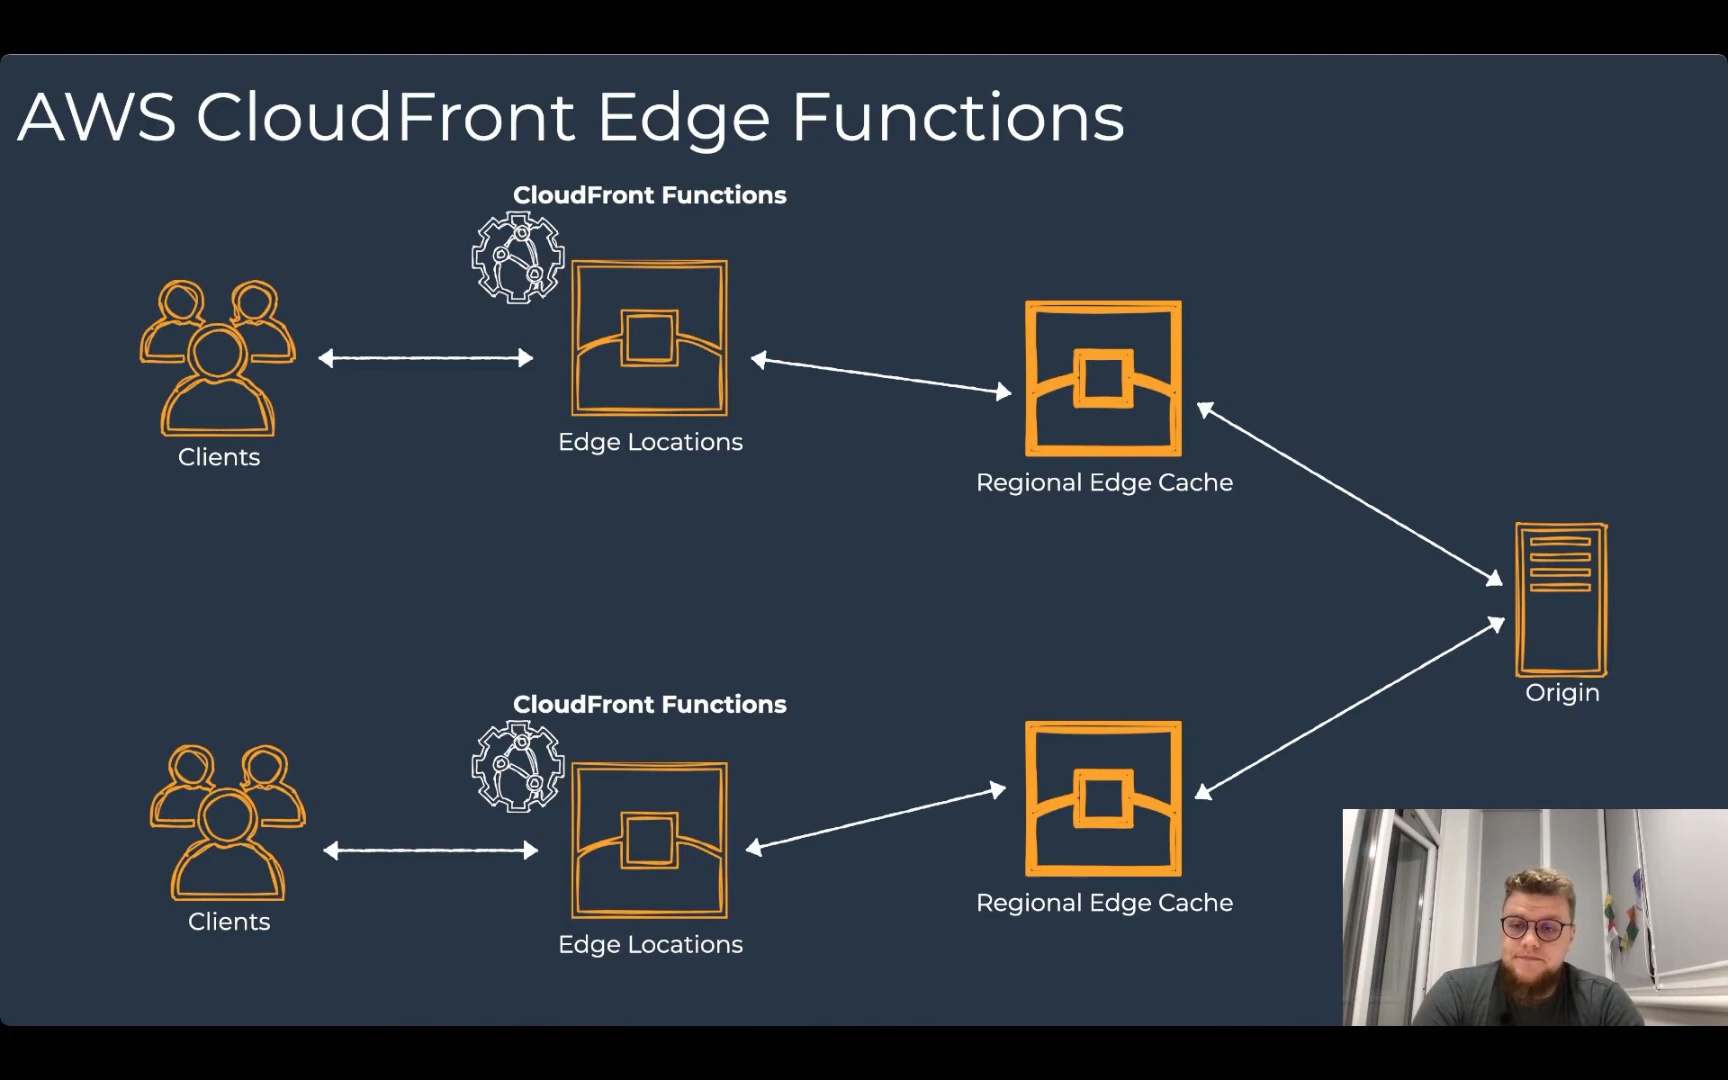 AWS CloudFront Edge Functions
CloudFront Functions
Clients
Edge Locations
Regional Edge Cache
Origin
CloudFront Functions
Clients
Edge Locations
Regional Edge Cache